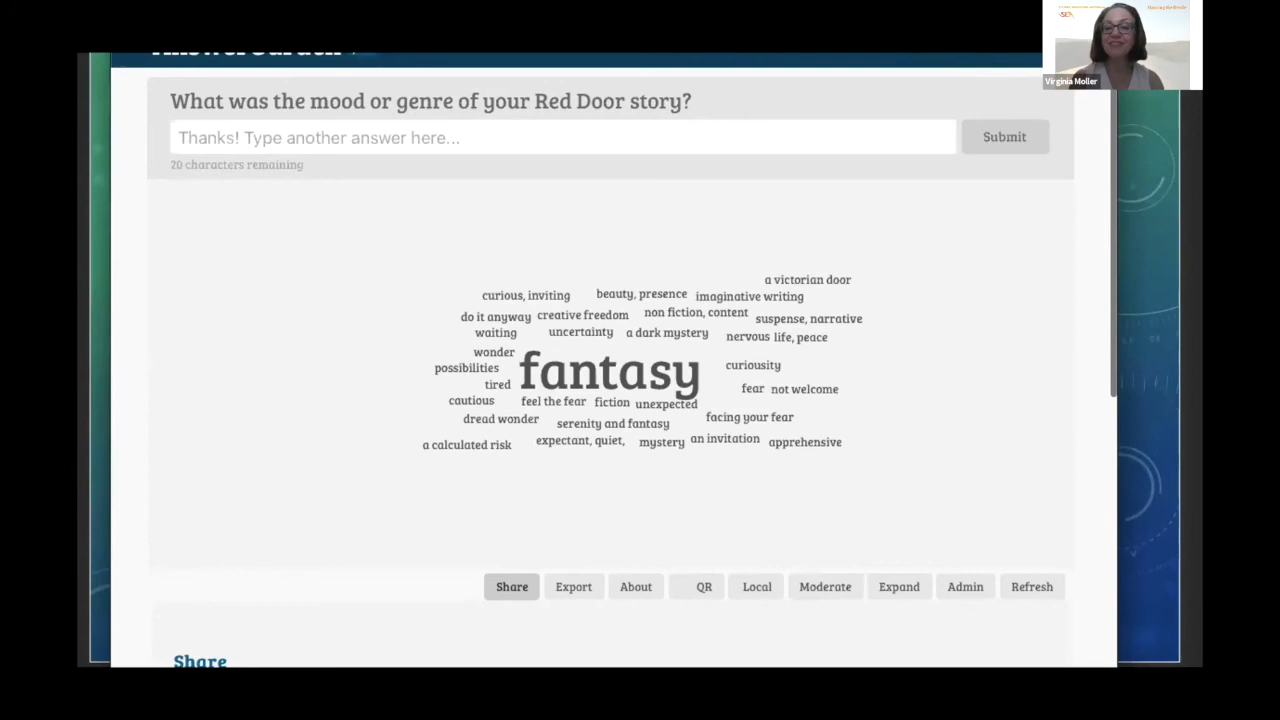 What was the mood or genre of your Red Door story?
Thanks! Type another answer here...
Submit
20 characters remaining
Virginia Moller
a victorian door
curious, inviting
beauty, presence
imaginative writing
do it anyway
creative freedom
non fiction, content
suspense, narrative
waiting
uncertainty
a dark mystery
nervous
life, peace
wonder
fantasy
possibilities
curiousity
tired
fear
not welcome
cautious
feel the fear
fiction
unexpected
dread wonder
serenity and fantasy
facing your fear
a calculated risk
expectant, quiet,
mystery
an invitation
apprehensive
Share
Export
About
QR
Local
Moderate
Expand
Admin
Refresh
Share